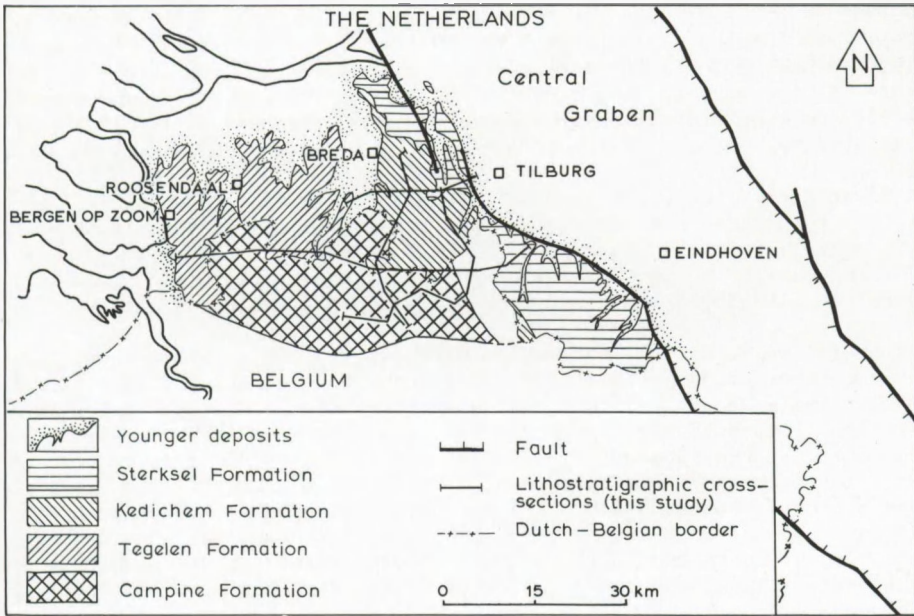 THE NETHERLANDS
N
Central
Graben
BREDA
TILBURG
ROOSENDAAL
BERGEN OP ZOOM
EINDHOVEN
BELGIUM
Younger deposits
Sterksel Formation
Kedichem Formation
Tegelen Formation
Campine Formation
Fault
Lithostratigraphic cross-
sections (this study)
Dutch-Belgian border
0 15 30 km